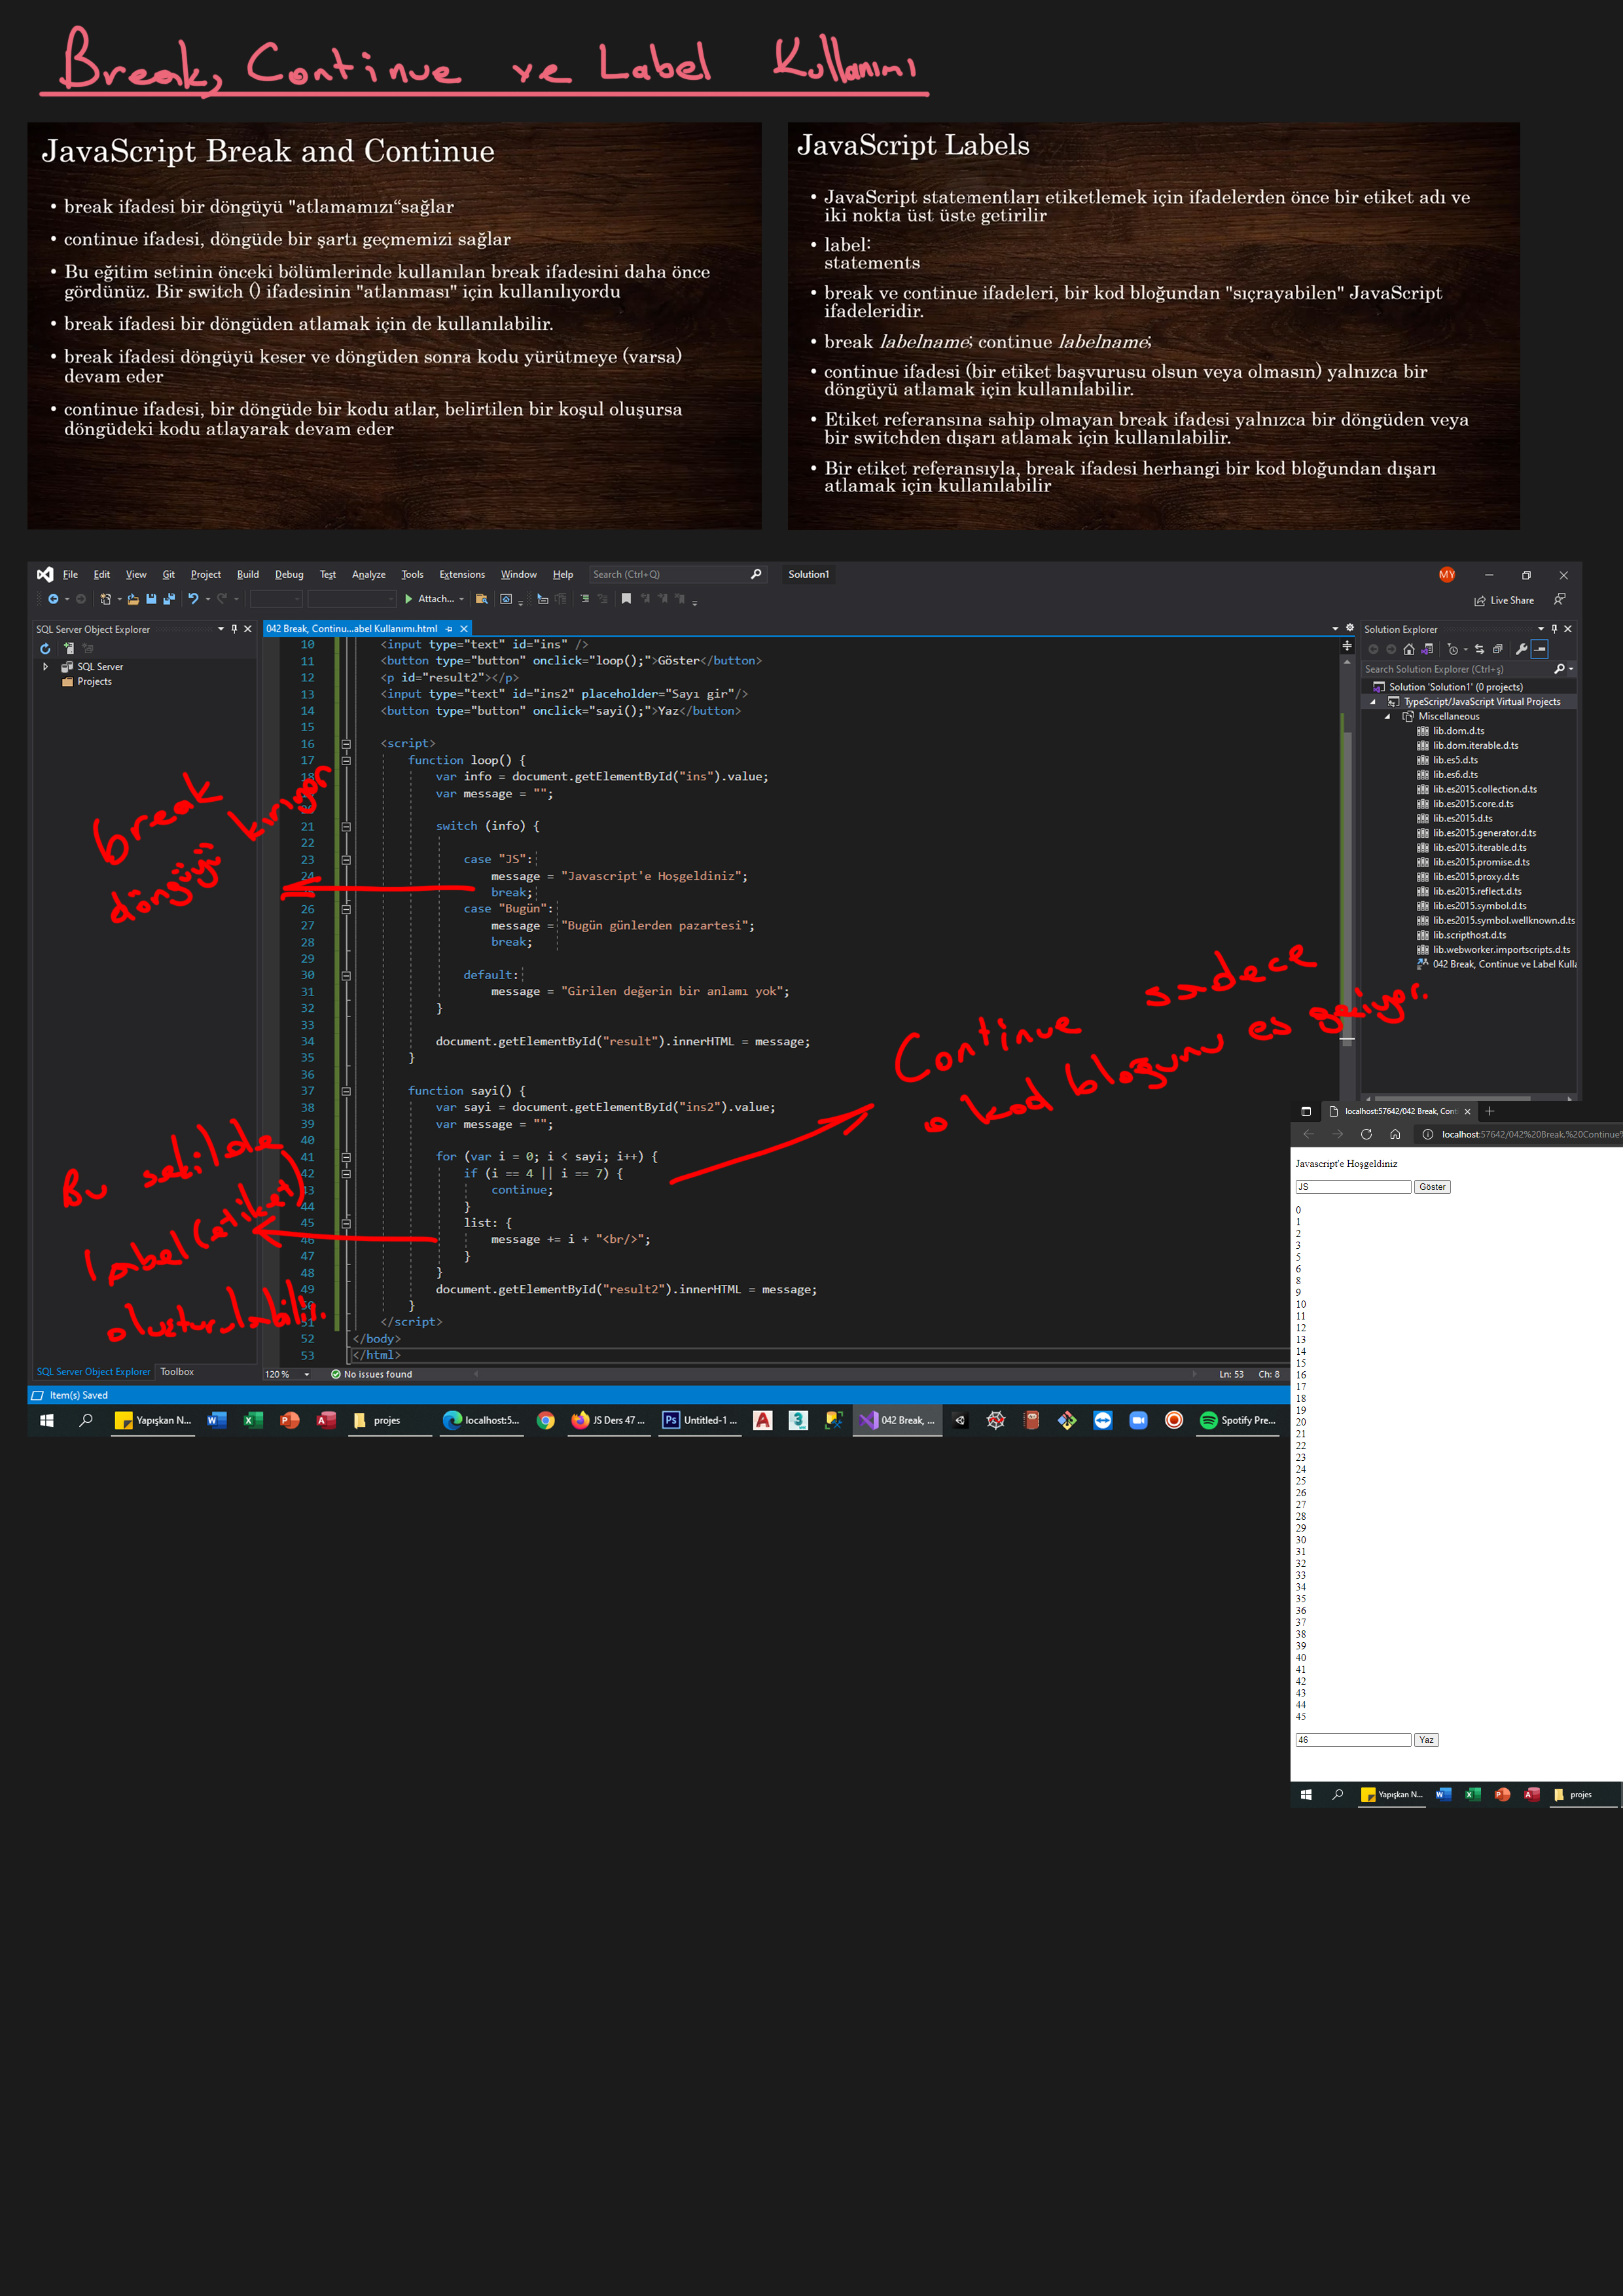 Break, Continue ve Label Kullanımı
JavaScript Break and Continue
• break ifadesi bir döngüyü "atlamamızı“sağlar
• continue ifadesi, döngüde bir şartı geçmemizi sağlar
• Bu eğitim setinin önceki bölümlerinde kullanılan break ifadesini daha önce
gördünüz. Bir switch () ifadesinin "atlanması" için kullanılıyordu
• break ifadesi bir döngüden atlamak için de kullanılabilir.
• break ifadesi döngüyü keser ve döngüden sonra kodu yürütmeye (varsa)
devam eder
• continue ifadesi, bir döngüde bir kodu atlar, belirtilen bir koşul oluşursa
döngüdeki kodu atlayarak devam eder
JavaScript Labels
• JavaScript statementları etiketlemek için ifadelerden önce bir etiket adı ve
iki nokta üst üste getirilir
• label:
statements
• break ve continue ifadeleri, bir kod bloğundan "sıçrayabilen" JavaScript
ifadeleridir.
• break labelname; continue labelname;
• continue ifadesi (bir etiket başvurusu olsun veya olmasın) yalnızca bir
döngüyü atlamak için kullanılabilir.
• Etiket referansına sahip olmayan break ifadesi yalnızca bir döngüden veya
bir switchden dışarı atlamak için kullanılabilir.
• Bir etiket referansıyla, break ifadesi herhangi bir kod bloğundan dışarı
atlamak için kullanılabilir
File Edit View Git Project Build Debug Test Analyze Tools Extensions Window Help Search (Ctrl+Q) Solution1 MY
Attach... Live Share
SQL Server Object Explorer
SQL Server
Projects
042 Break, Continu...abel Kullanımı.html
10 <input type="text" id="ins" />
11 <button type="button" onclick="loop();">Göster</button>
12 <p id="result2"></p>
13 <input type="text" id="ins2" placeholder="Sayı gir"/>
14 <button type="button" onclick="sayi();">Yaz</button>
15
16 <script>
17 function loop() {
18 var info = document.getElementById("ins").value;
var message = "";
21 switch (info) {
22
23 case "JS":
24 message = "Javascript'e Hoşgeldiniz";
break;
26 case "Bugün":
27 message = "Bugün günlerden pazartesi";
28 break;
29
30 default:
31 message = "Girilen değerin bir anlamı yok";
32 }
33
34 document.getElementById("result").innerHTML = message;
35 }
36
37 function sayi() {
38 var sayi = document.getElementById("ins2").value;
39 var message = "";
40
41 for (var i = 0; i < sayi; i++) {
42 if (i == 4 || i == 7) {
43 continue;
44 }
45 list: {
46 message += i + "<br/>";
47 }
48 }
49 document.getElementById("result2").innerHTML = message;
50 }
51 </script>
52 </body>
53 </html>
break
döngüyü kırıyor
Continue sadece
o kod bloğunu es geçiyor.
Bu şekilde
label(etiket)
oluşturulabilir.
Solution Explorer
Search Solution Explorer (Ctrl+ş)
Solution 'Solution1' (0 projects)
TypeScript/JavaScript Virtual Projects
Miscellaneous
lib.dom.d.ts
lib.dom.iterable.d.ts
lib.es5.d.ts
lib.es6.d.ts
lib.es2015.collection.d.ts
lib.es2015.core.d.ts
lib.es2015.d.ts
lib.es2015.generator.d.ts
lib.es2015.iterable.d.ts
lib.es2015.promise.d.ts
lib.es2015.proxy.d.ts
lib.es2015.reflect.d.ts
lib.es2015.symbol.d.ts
lib.es2015.symbol.wellknown.d.ts
lib.scripthost.d.ts
lib.webworker.importscripts.d.ts
042 Break, Continue ve Label Kulla
SQL Server Object Explorer Toolbox
120 % No issues found Ln: 53 Ch: 8
Item(s) Saved
Yapışkan N... projes localhost:5... JS Ders 47 ... Untitled-1 ... 042 Break, ... Spotify Pre...
localhost:57642/042 Break, Cont
localhost:57642/042%20Break,%20Continue%
Javascript'e Hoşgeldiniz
JS Göster
0
1
2
3
5
6
8
9
10
11
12
13
14
15
16
17
18
19
20
21
22
23
24
25
26
27
28
29
30
31
32
33
34
35
36
37
38
39
40
41
42
43
44
45
46 Yaz
Yapışkan N... projes